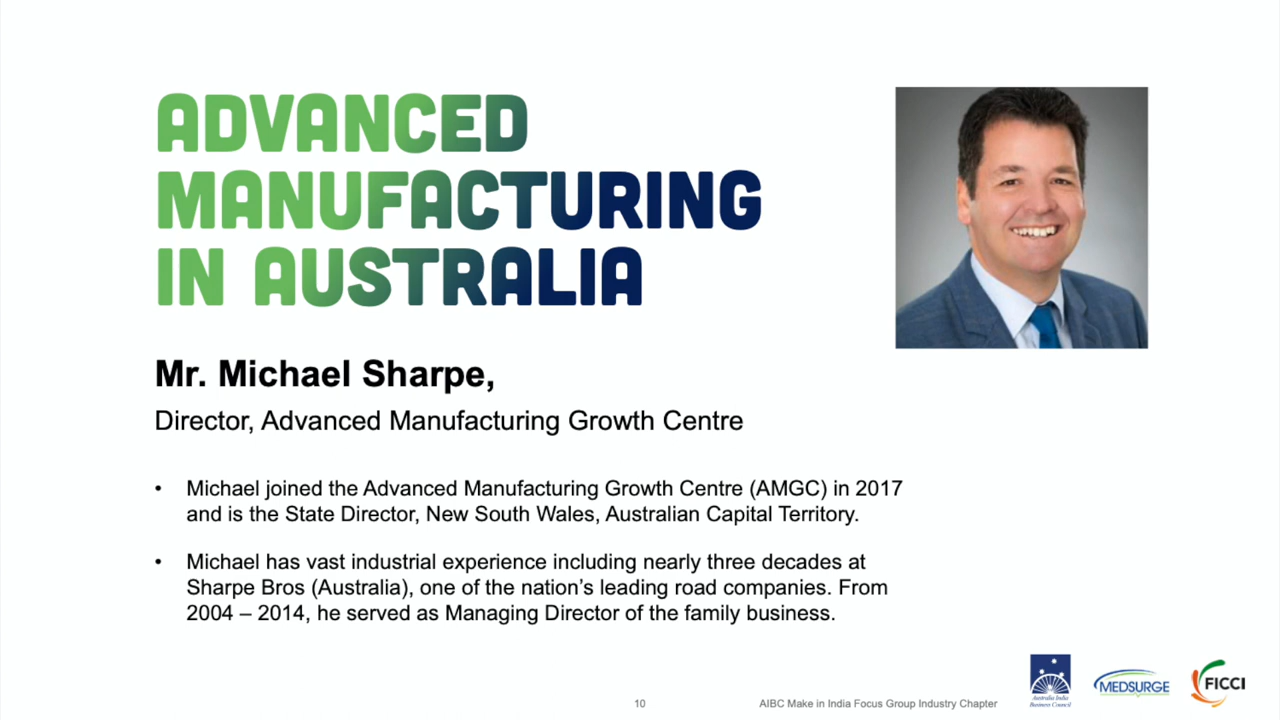 ADVANCED
MANUFACTURING
IN AUSTRALIA
Mr. Michael Sharpe,
Director, Advanced Manufacturing Growth Centre
• Michael joined the Advanced Manufacturing Growth Centre (AMGC) in 2017
and is the State Director, New South Wales, Australian Capital Territory.
• Michael has vast industrial experience including nearly three decades at
Sharpe Bros (Australia), one of the nation’s leading road companies. From
2004 – 2014, he served as Managing Director of the family business.
10
AIBC Make in India Focus Group Industry Chapter
Australia India
Business Council
MEDSURGE
FICCI